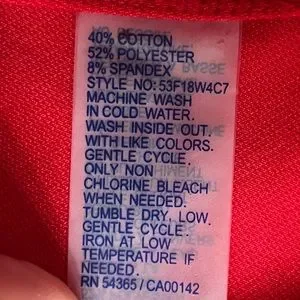 40% COTTON
52% POLYESTER
8% SPANDEX
STYLE NO: 53F18W4C7
MACHINE WASH
IN COLD WATER.
WASH INSIDE OUT
WITH LIKE COLORS.
GENTLE CYCLE.
ONLY NON
CHLORINE BLEACH
WHEN NEEDED.
TUMBLE DRY, LOW.
GENTLE CYCLE.
IRON AT LOW
TEMPERATURE IF
NEEDED.
RN 54365 / CA00142